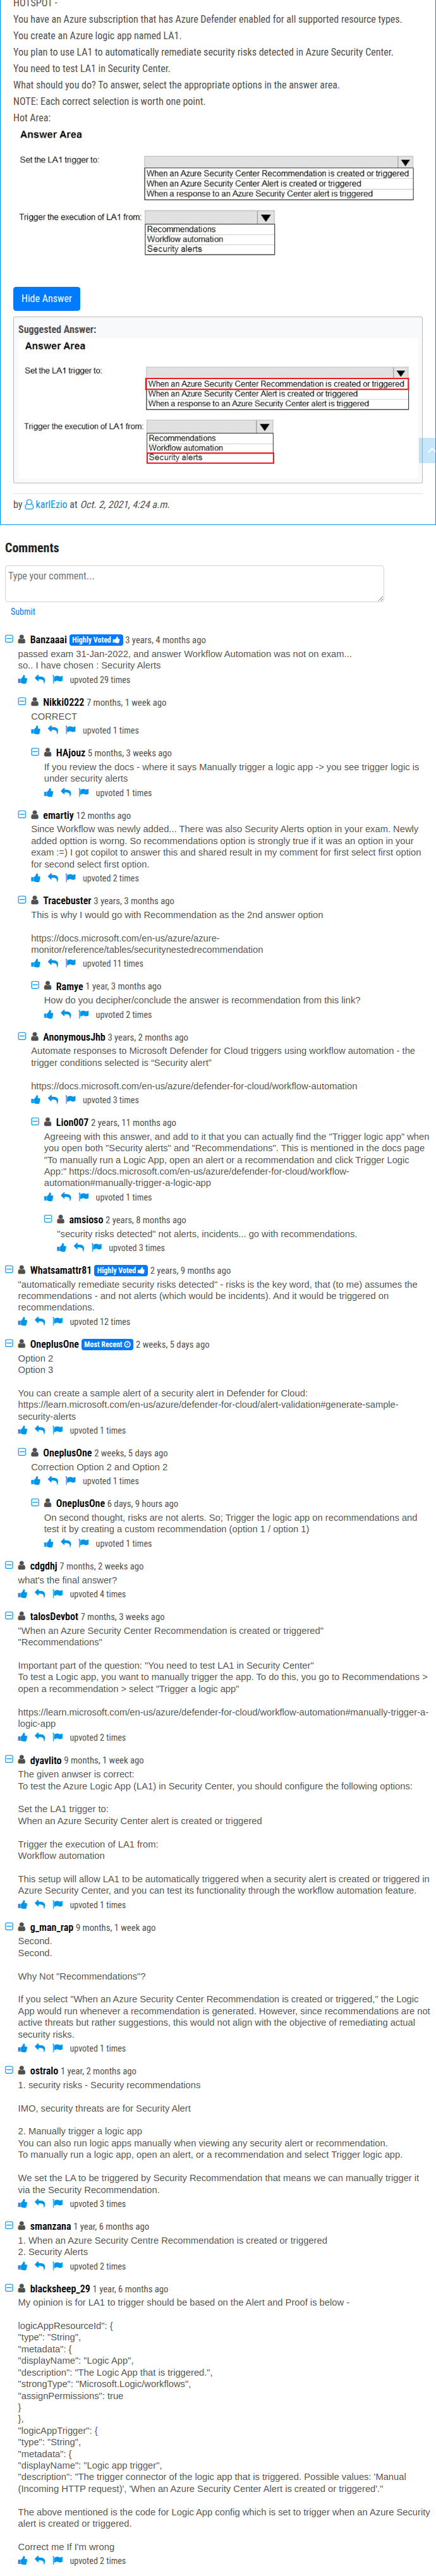 HOTSPOT -
You have an Azure subscription that has Azure Defender enabled for all supported resource types.
You create an Azure logic app named LA1.
You plan to use LA1 to automatically remediate security risks detected in Azure Security Center.
You need to test LA1 in Security Center.
What should you do? To answer, select the appropriate options in the answer area.
NOTE: Each correct selection is worth one point.
Hot Area:
Answer Area
Set the LA1 trigger to:
When an Azure Security Center Recommendation is created or triggered
When an Azure Security Center Alert is created or triggered
When a response to an Azure Security Center alert is triggered
Trigger the execution of LA1 from:
Recommendations
Workflow automation
Security alerts
Hide Answer
Suggested Answer:
Answer Area
Set the LA1 trigger to:
When an Azure Security Center Recommendation is created or triggered
When an Azure Security Center Alert is created or triggered
When a response to an Azure Security Center alert is triggered
Trigger the execution of LA1 from:
Recommendations
Workflow automation
Security alerts
by karlEzio at Oct. 2, 2021, 4:24 a.m.
Comments
Type your comment...
Submit
Banzaaai Highly Voted 3 years, 4 months ago
passed exam 31-Jan-2022, and answer Workflow Automation was not on exam...
so.. I have chosen : Security Alerts
upvoted 29 times
Nikki0222 7 months, 1 week ago
CORRECT
upvoted 1 times
HAjouz 5 months, 3 weeks ago
If you review the docs - where it says Manually trigger a logic app -> you see trigger logic is
under security alerts
upvoted 1 times
emartiy 12 months ago
Since Workflow was newly added... There was also Security Alerts option in your exam. Newly
added opttion is worng. So recommendations option is strongly true if it was an option in your
exam :=) I got copilot to answer this and shared result in my comment for first select first option
for second select first option.
upvoted 2 times
Tracebuster 3 years, 3 months ago
This is why I would go with Recommendation as the 2nd answer option
https://docs.microsoft.com/en-us/azure/azure-
monitor/reference/tables/securitynestedrecommendation
upvoted 11 times
Ramye 1 year, 3 months ago
How do you decipher/conclude the answer is recommendation from this link?
upvoted 2 times
AnonymousJhb 3 years, 2 months ago
Automate responses to Microsoft Defender for Cloud triggers using workflow automation - the
trigger conditions selected is “Security alert”
https://docs.microsoft.com/en-us/azure/defender-for-cloud/workflow-automation
upvoted 3 times
Lion007 2 years, 11 months ago
Agreeing with this answer, and add to it that you can actually find the "Trigger logic app" when
you open both "Security alerts" and "Recommendations". This is mentioned in the docs page
"To manually run a Logic App, open an alert or a recommendation and click Trigger Logic
App:" https://docs.microsoft.com/en-us/azure/defender-for-cloud/workflow-
automation#manually-trigger-a-logic-app
upvoted 1 times
amsioso 2 years, 8 months ago
"security risks detected" not alerts, incidents... go with recommendations.
upvoted 3 times
Whatsamattr81 Highly Voted 2 years, 9 months ago
"automatically remediate security risks detected" - risks is the key word, that (to me) assumes the
recommendations - and not alerts (which would be incidents). And it would be triggered on
recommendations.
upvoted 12 times
OneplusOne Most Recent 2 weeks, 5 days ago
Option 2
Option 3
You can create a sample alert of a security alert in Defender for Cloud:
https://learn.microsoft.com/en-us/azure/defender-for-cloud/alert-validation#generate-sample-
security-alerts
upvoted 1 times
OneplusOne 2 weeks, 5 days ago
Correction Option 2 and Option 2
upvoted 1 times
OneplusOne 6 days, 9 hours ago
On second thought, risks are not alerts. So; Trigger the logic app on recommendations and
test it by creating a custom recommendation (option 1 / option 1)
upvoted 1 times
cdgdhj 7 months, 2 weeks ago
what's the final answer?
upvoted 4 times
talosDevbot 7 months, 3 weeks ago
"When an Azure Security Center Recommendation is created or triggered"
"Recommendations"
Important part of the question: "You need to test LA1 in Security Center"
To test a Logic app, you want to manually trigger the app. To do this, you go to Recommendations >
open a recommendation > select "Trigger a logic app"
https://learn.microsoft.com/en-us/azure/defender-for-cloud/workflow-automation#manually-trigger-a-
logic-app
upvoted 2 times
dyavlito 9 months, 1 week ago
The given anwser is correct:
To test the Azure Logic App (LA1) in Security Center, you should configure the following options:
Set the LA1 trigger to:
When an Azure Security Center alert is created or triggered
Trigger the execution of LA1 from:
Workflow automation
This setup will allow LA1 to be automatically triggered when a security alert is created or triggered in
Azure Security Center, and you can test its functionality through the workflow automation feature.
upvoted 1 times
g_man_rap 9 months, 1 week ago
Second.
Second.
Why Not "Recommendations"?
If you select "When an Azure Security Center Recommendation is created or triggered," the Logic
App would run whenever a recommendation is generated. However, since recommendations are not
active threats but rather suggestions, this would not align with the objective of remediating actual
security risks.
upvoted 1 times
ostralo 1 year, 2 months ago
1. security risks - Security recommendations
IMO, security threats are for Security Alert
2. Manually trigger a logic app
You can also run logic apps manually when viewing any security alert or recommendation.
To manually run a logic app, open an alert, or a recommendation and select Trigger logic app.
We set the LA to be triggered by Security Recommendation that means we can manually trigger it
via the Security Recommendation.
upvoted 3 times
smanzana 1 year, 6 months ago
1. When an Azure Security Centre Recommendation is created or triggered
2. Security Alerts
upvoted 2 times
blacksheep_29 1 year, 6 months ago
My opinion is for LA1 to trigger should be based on the Alert and Proof is below -
logicAppResourceId": {
"type": "String",
"metadata": {
"displayName": "Logic App",
"description": "The Logic App that is triggered.",
"strongType": "Microsoft.Logic/workflows",
"assignPermissions": true
}
},
"logicAppTrigger": {
"type": "String",
"metadata": {
"displayName": "Logic app trigger",
"description": "The trigger connector of the logic app that is triggered. Possible values: 'Manual
(Incoming HTTP request)', 'When an Azure Security Center Alert is created or triggered'."
The above mentioned is the code for Logic App config which is set to trigger when an Azure Security
alert is created or triggered.
Correct me If I'm wrong
upvoted 2 times